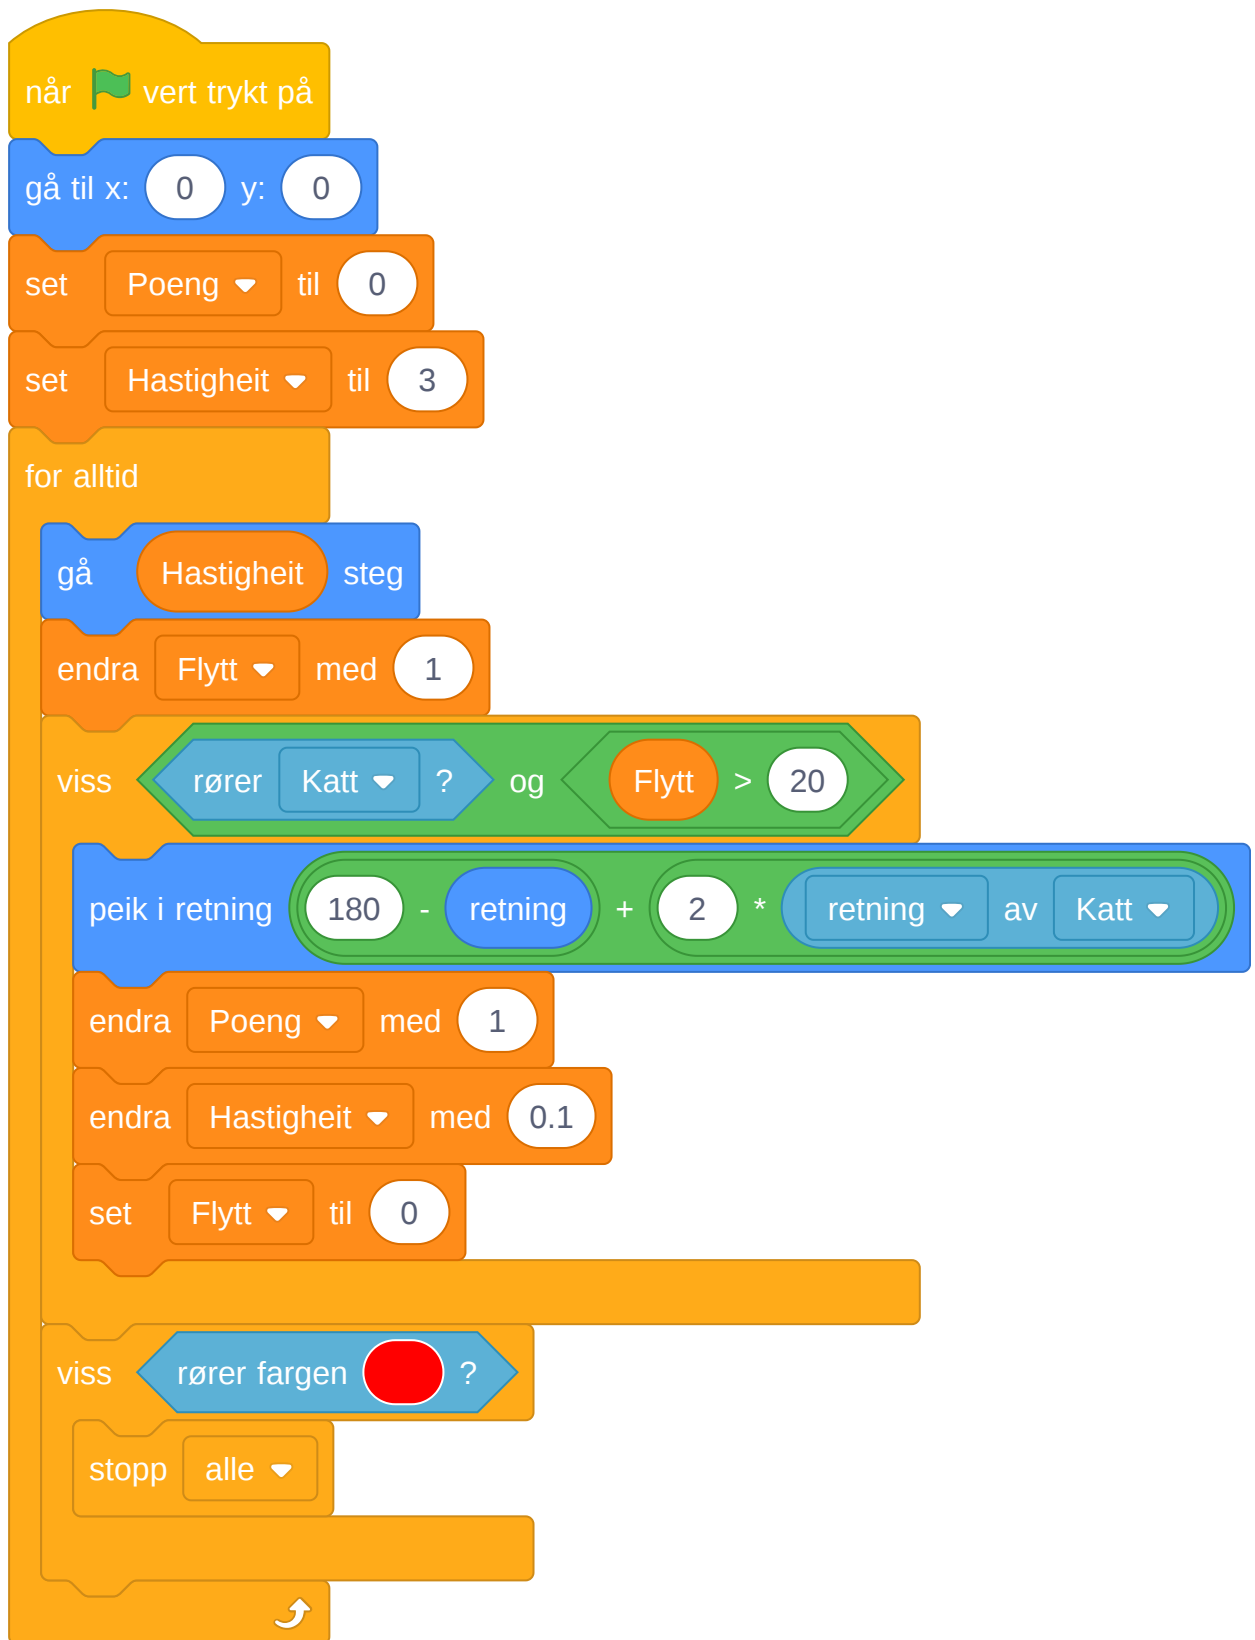 når vert trykt på
gå til x: 0 y: 0
set Poeng til 0
set Hastigheit til 3
for alltid
gå Hastigheit steg
endra Flytt med 1
viss rører Katt ? og Flytt > 20
peik i retning 180 - retning + 2 * retning av Katt
endra Poeng med 1
endra Hastigheit med 0.1
set Flytt til 0
viss rører fargen ?
stopp alle